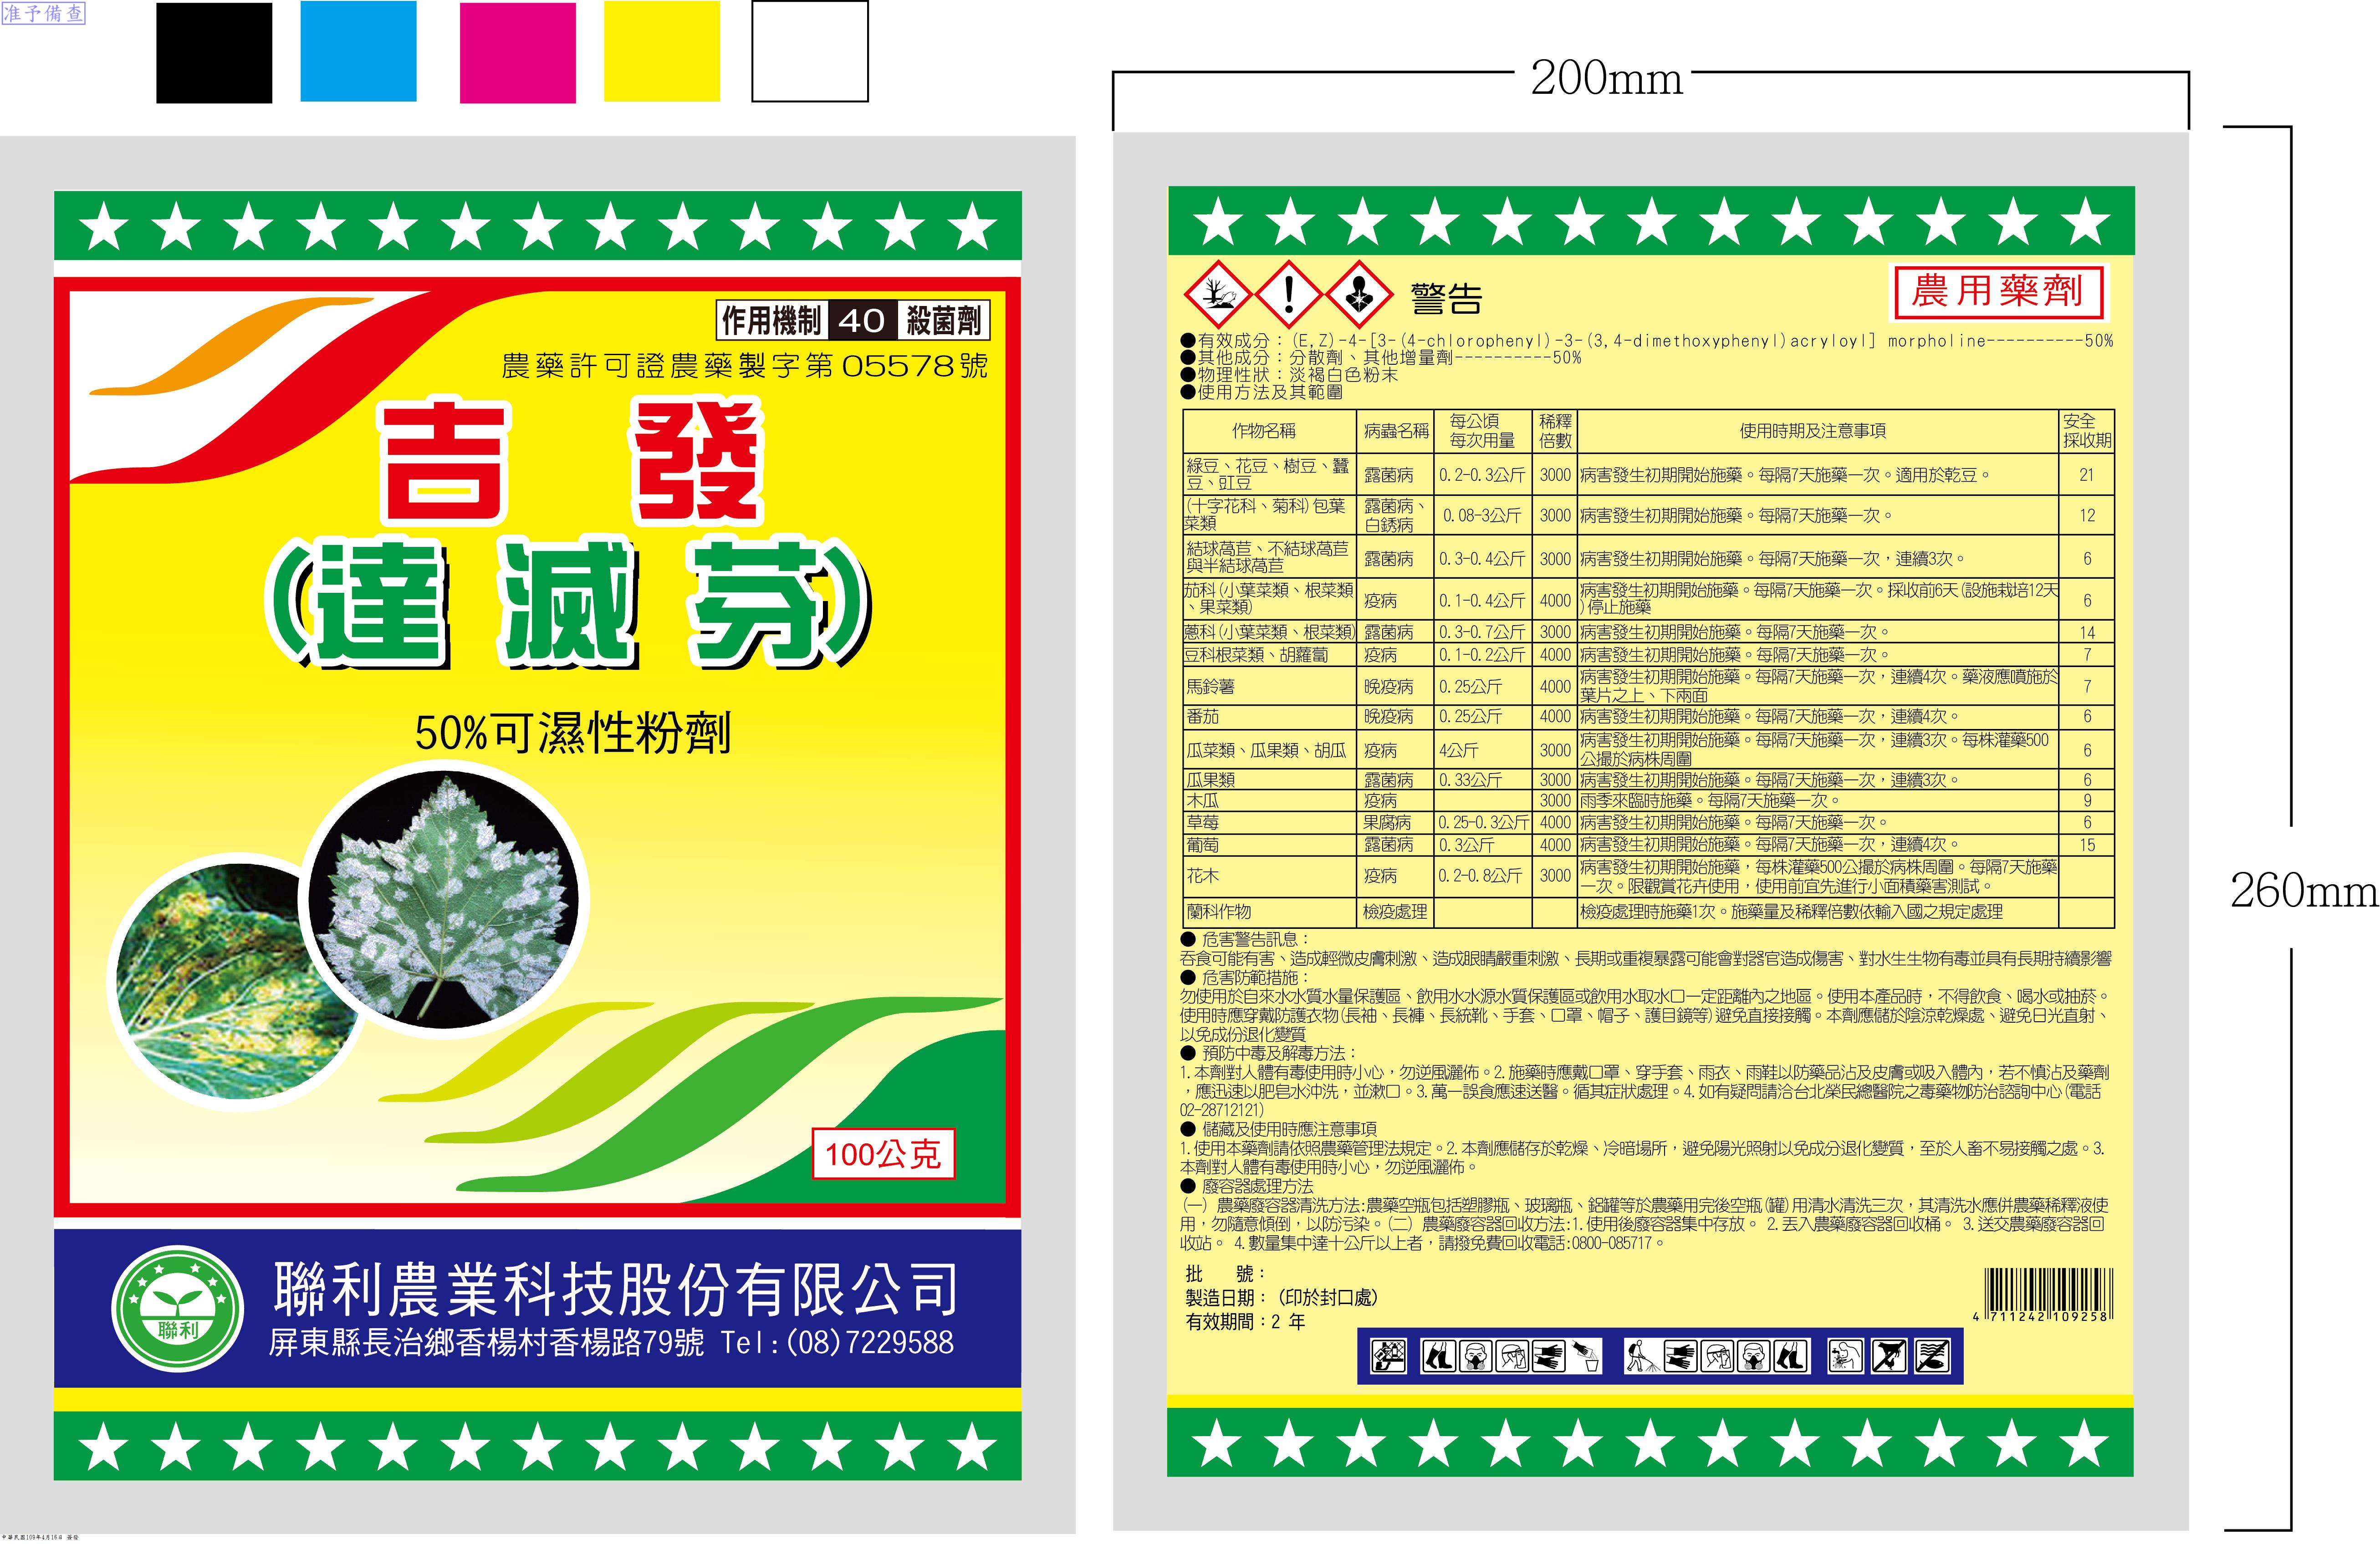 准予備查
200mm
260mm
作用機制 40 殺菌劑
農藥許可證農藥製字第05578號
吉發
(達滅芬)
50%可濕性粉劑
100公克
聯利
聯利農業科技股份有限公司
屏東縣長治鄉香楊村香楊路79號 Tel:(08)7229588
中華民國109年4月16日 簽發
警告
農用藥劑
●有效成分：(E,Z)-4-[3-(4-chlorophenyl)-3-(3,4-dimethoxyphenyl)acryloyl] morpholine----------50%
●其他成分：分散劑、其他增量劑----------50%
●物理性狀：淡褐白色粉末
●使用方法及其範圍
作物名稱 病蟲名稱 每公頃每次用量 稀釋倍數 使用時期及注意事項 安全採收期
綠豆、花豆、樹豆、蠶豆、豇豆 露菌病 0.2-0.3公斤 3000 病害發生初期開始施藥。每隔7天施藥一次。適用於乾豆。 21
(十字花科、菊科)包葉菜類 露菌病、白銹病 0.08-3公斤 3000 病害發生初期開始施藥。每隔7天施藥一次。 12
結球萵苣、不結球萵苣與半結球萵苣 露菌病 0.3-0.4公斤 3000 病害發生初期開始施藥。每隔7天施藥一次，連續3次。 6
茄科(小葉菜類、根菜類、果菜類) 疫病 0.1-0.4公斤 4000 病害發生初期開始施藥。每隔7天施藥一次。採收前6天(設施栽培12天)停止施藥 6
蔥科(小葉菜類、根菜類) 露菌病 0.3-0.7公斤 3000 病害發生初期開始施藥。每隔7天施藥一次。 14
豆科根菜類、胡蘿蔔 疫病 0.1-0.2公斤 4000 病害發生初期開始施藥。每隔7天施藥一次。 7
馬鈴薯 晚疫病 0.25公斤 4000 病害發生初期開始施藥。每隔7天施藥一次，連續4次。藥液應噴施於葉片之上、下兩面 7
番茄 晚疫病 0.25公斤 4000 病害發生初期開始施藥。每隔7天施藥一次，連續4次。 6
瓜菜類、瓜果類、胡瓜 疫病 4公斤 3000 病害發生初期開始施藥。每隔7天施藥一次，連續3次。每株灌藥500公撮於病株周圍 6
瓜果類 露菌病 0.33公斤 3000 病害發生初期開始施藥。每隔7天施藥一次，連續3次。 6
木瓜 疫病 3000 雨季來臨時施藥。每隔7天施藥一次。 9
草莓 果腐病 0.25-0.3公斤 4000 病害發生初期開始施藥。每隔7天施藥一次。 6
葡萄 露菌病 0.3公斤 4000 病害發生初期開始施藥。每隔7天施藥一次，連續4次。 15
花木 疫病 0.2-0.8公斤 3000 病害發生初期開始施藥，每株灌藥500公撮於病株周圍。每隔7天施藥一次。限觀賞花卉使用，使用前宜先進行小面積藥害測試。
蘭科作物 檢疫處理 檢疫處理時施藥1次。施藥量及稀釋倍數依輸入國之規定處理
● 危害警告訊息：
吞食可能有害、造成輕微皮膚刺激、造成眼睛嚴重刺激、長期或重複暴露可能會對器官造成傷害、對水生生物有毒並具有長期持續影響
● 危害防範措施：
勿使用於自來水水質水量保護區、飲用水水源水質保護區或飲用水取水口一定距離內之地區。使用本產品時，不得飲食、喝水或抽菸。
使用時應穿戴防護衣物(長袖、長褲、長統靴、手套、口罩、帽子、護目鏡等)避免直接接觸。本劑應儲於陰涼乾燥處、避免日光直射、
以免成份退化變質
● 預防中毒及解毒方法：
1.本劑對人體有毒使用時小心，勿逆風灑佈。2.施藥時應戴口罩、穿手套、雨衣、雨鞋以防藥品沾及皮膚或吸入體內，若不慎沾及藥劑
，應迅速以肥皂水沖洗，並漱口。3.萬一誤食應速送醫。循其症狀處理。4.如有疑問請洽台北榮民總醫院之毒藥物防治諮詢中心(電話
02-28712121)
● 儲藏及使用時應注意事項
1.使用本藥劑請依照農藥管理法規定。2.本劑應儲存於乾燥、冷暗場所，避免陽光照射以免成分退化變質，至於人畜不易接觸之處。3.
本劑對人體有毒使用時小心，勿逆風灑佈。
● 廢容器處理方法
(一) 農藥廢容器清洗方法:農藥空瓶包括塑膠瓶、玻璃瓶、鋁罐等於農藥用完後空瓶(罐)用清水清洗三次，其清洗水應併農藥稀釋液使
用，勿隨意傾倒，以防污染。(二) 農藥廢容器回收方法:1.使用後廢容器集中存放。 2.丟入農藥廢容器回收桶。 3.送交農藥廢容器回
收站。 4.數量集中達十公斤以上者，請撥免費回收電話:0800-085717。
批　號：
製造日期：(印於封口處)
有效期間：2 年
4 711242 109258